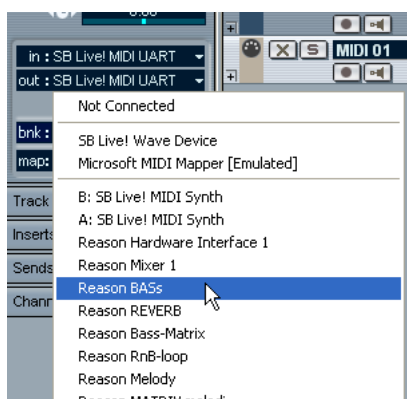 0.00
in : SB Live! MIDI UART
out : SB Live! MIDI UART
X S MIDI 01
Not Connected
bnk :
map:
SB Live! Wave Device
Microsoft MIDI Mapper [Emulated]
Track
B: SB Live! MIDI Synth
A: SB Live! MIDI Synth
Inserts
Reason Hardware Interface 1
Sends
Reason Mixer 1
Reason BASs
Chann
Reason REVERB
Reason Bass-Matrix
Reason RnB-loop
Reason Melody